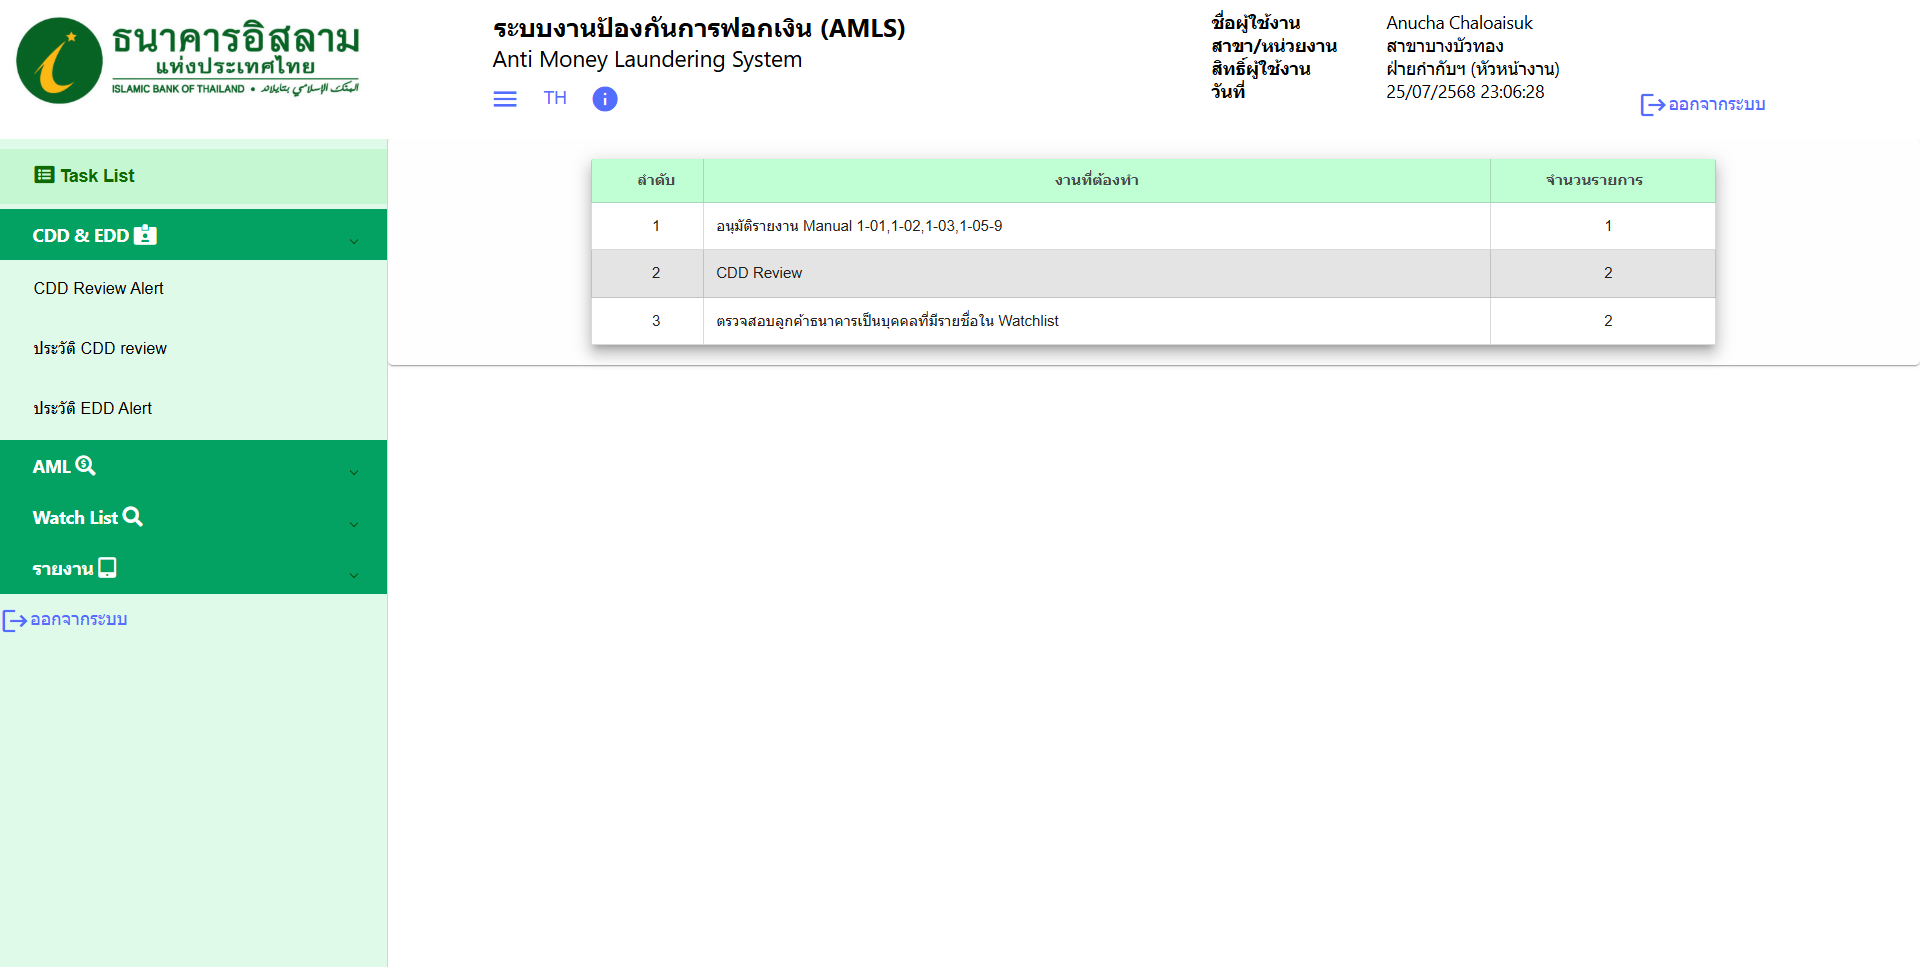 ธนาคารอิสลาม
แห่งประเทศไทย
ISLAMIC BANK OF THAILAND • البنك الإسلامي بتايلاند
ระบบงานป้องกันการฟอกเงิน (AMLS)
Anti Money Laundering System
TH
ชื่อผู้ใช้งาน Anucha Chaloaisuk
สาขา/หน่วยงาน สาขาบางบัวทอง
สิทธิ์ผู้ใช้งาน ฝ่ายกำกับฯ (หัวหน้างาน)
วันที่ 25/07/2568 23:06:28
ออกจากระบบ
Task List
CDD & EDD
CDD Review Alert
ประวัติ CDD review
ประวัติ EDD Alert
AML
Watch List
รายงาน
ออกจากระบบ
ลำดับ งานที่ต้องทำ จำนวนรายการ
1 อนุมัติรายงาน Manual 1-01,1-02,1-03,1-05-9 1
2 CDD Review 2
3 ตรวจสอบลูกค้าธนาคารเป็นบุคคลที่มีรายชื่อใน Watchlist 2